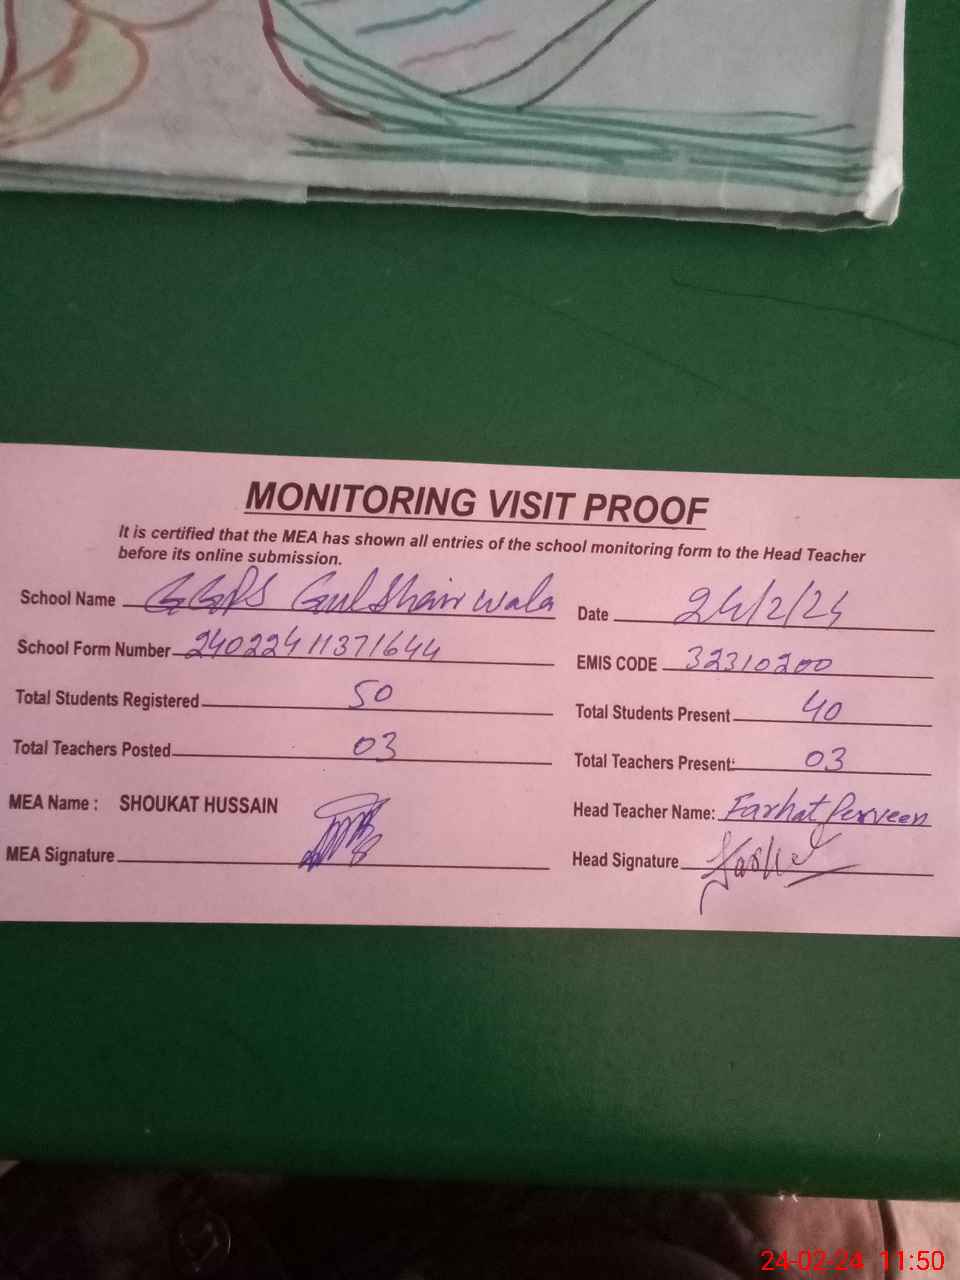 MONITORING VISIT PROOF
It is certified that the MEA has shown all entries of the school monitoring form to the Head Teacher
before its online submission.
School Name GGPS Gul Sher wala
Date 24/2/24
School Form Number 24022411371644
EMIS CODE 32310200
Total Students Registered 50
Total Students Present 40
Total Teachers Posted 03
Total Teachers Present: 03
MEA Name : SHOUKAT HUSSAIN
Head Teacher Name: Farhat Perveen
MEA Signature
Head Signature
24-02-24 11:50